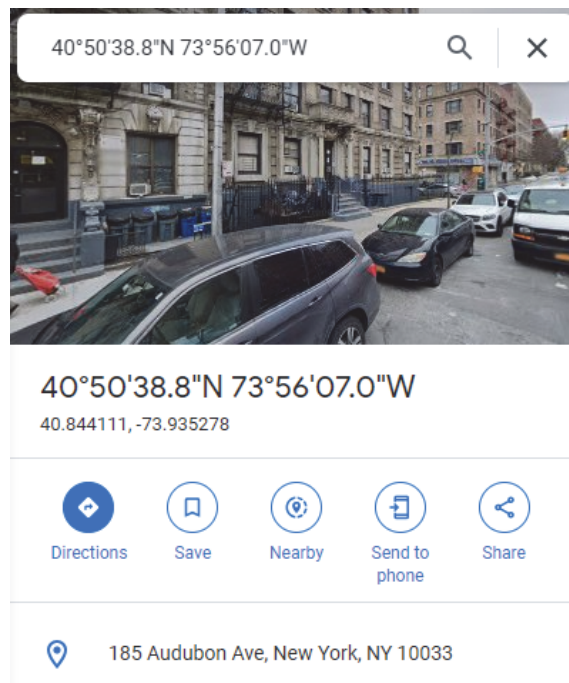 40°50'38.8"N 73°56'07.0"W
40°50'38.8"N 73°56'07.0"W
40.844111, -73.935278
Directions
Save
Nearby
Send to
phone
Share
185 Audubon Ave, New York, NY 10033